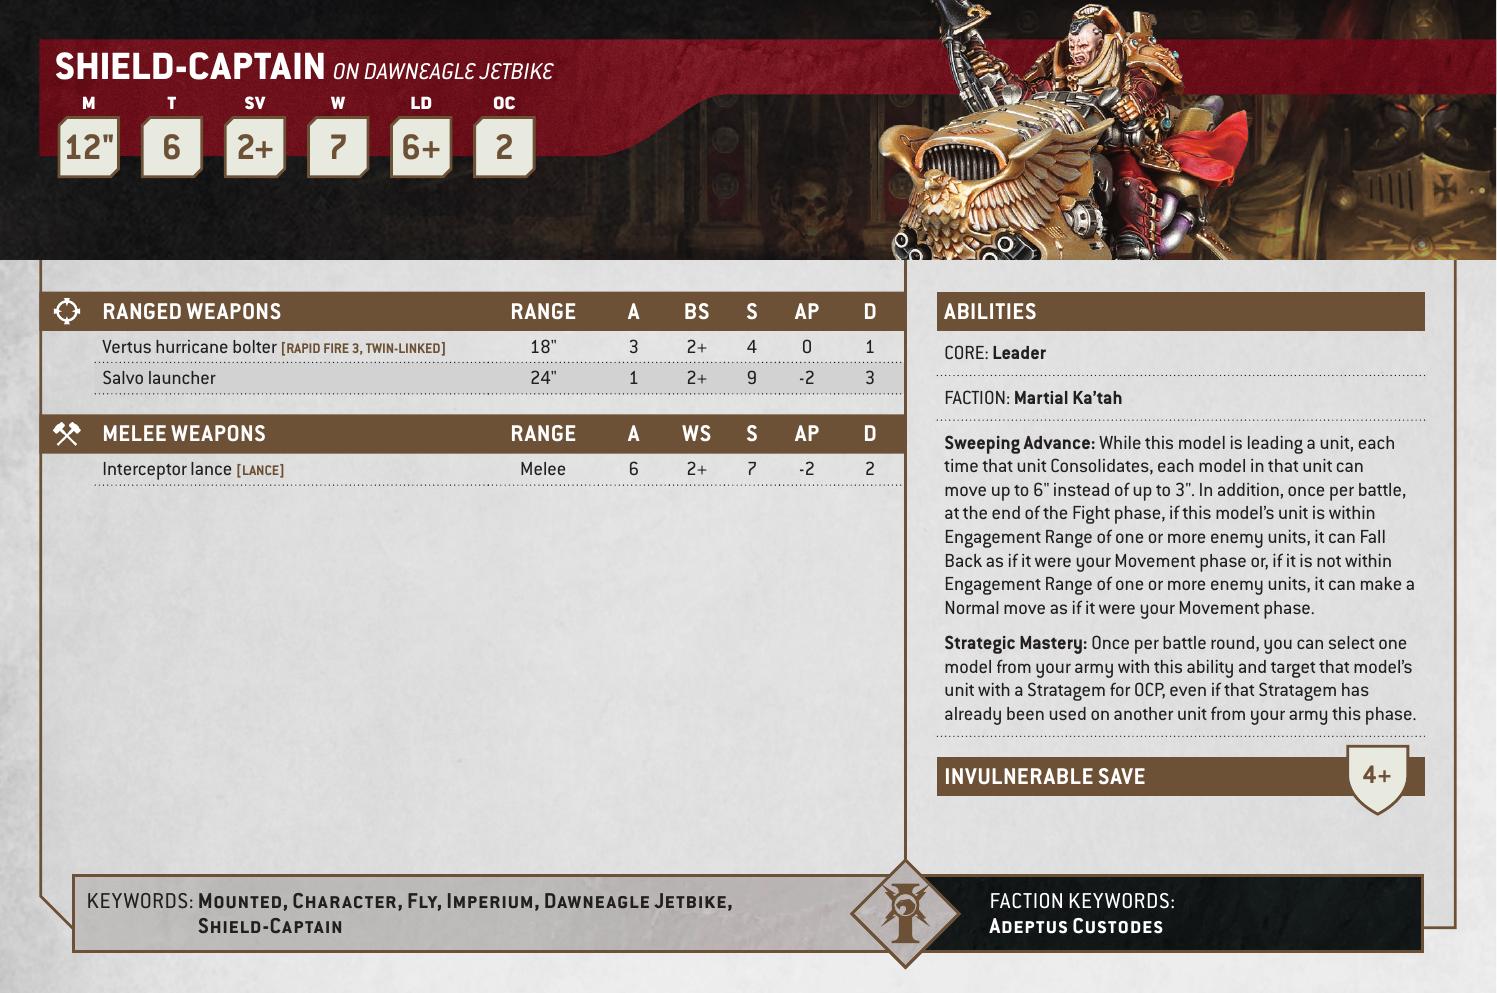 SHIELD-CAPTAIN ON DAWNEAGLE JETBIKE
M T SV W LD OC
12" 6 2+ 7 6+ 2
RANGED WEAPONS RANGE A BS S AP D
Vertus hurricane bolter [RAPID FIRE 3, TWIN-LINKED] 18" 3 2+ 4 0 1
Salvo launcher 24" 1 2+ 9 -2 3
MELEE WEAPONS RANGE A WS S AP D
Interceptor lance [LANCE] Melee 6 2+ 7 -2 2
ABILITIES
CORE: Leader
FACTION: Martial Ka’tah
Sweeping Advance: While this model is leading a unit, each
time that unit Consolidates, each model in that unit can
move up to 6" instead of up to 3". In addition, once per battle,
at the end of the Fight phase, if this model’s unit is within
Engagement Range of one or more enemy units, it can Fall
Back as if it were your Movement phase or, if it is not within
Engagement Range of one or more enemy units, it can make a
Normal move as if it were your Movement phase.
Strategic Mastery: Once per battle round, you can select one
model from your army with this ability and target that model’s
unit with a Stratagem for 0CP, even if that Stratagem has
already been used on another unit from your army this phase.
INVULNERABLE SAVE 4+
KEYWORDS: MOUNTED, CHARACTER, FLY, IMPERIUM, DAWNEAGLE JETBIKE,
SHIELD-CAPTAIN
FACTION KEYWORDS:
ADEPTUS CUSTODES